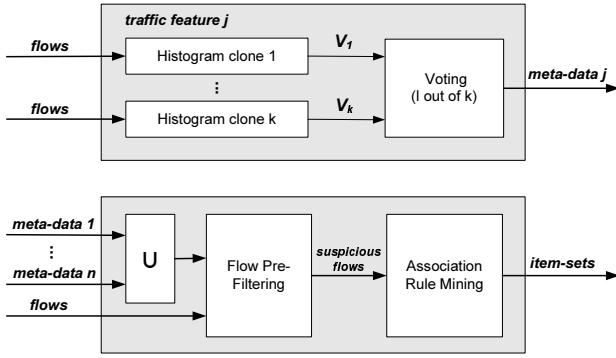 traffic feature j
flows
Histogram clone 1
V1
⋮
flows
Histogram clone k
Vk
Voting
(l out of k)
meta-data j
meta-data 1
⋮
meta-data n
flows
U
Flow Pre-
Filtering
suspicious
flows
Association
Rule Mining
item-sets